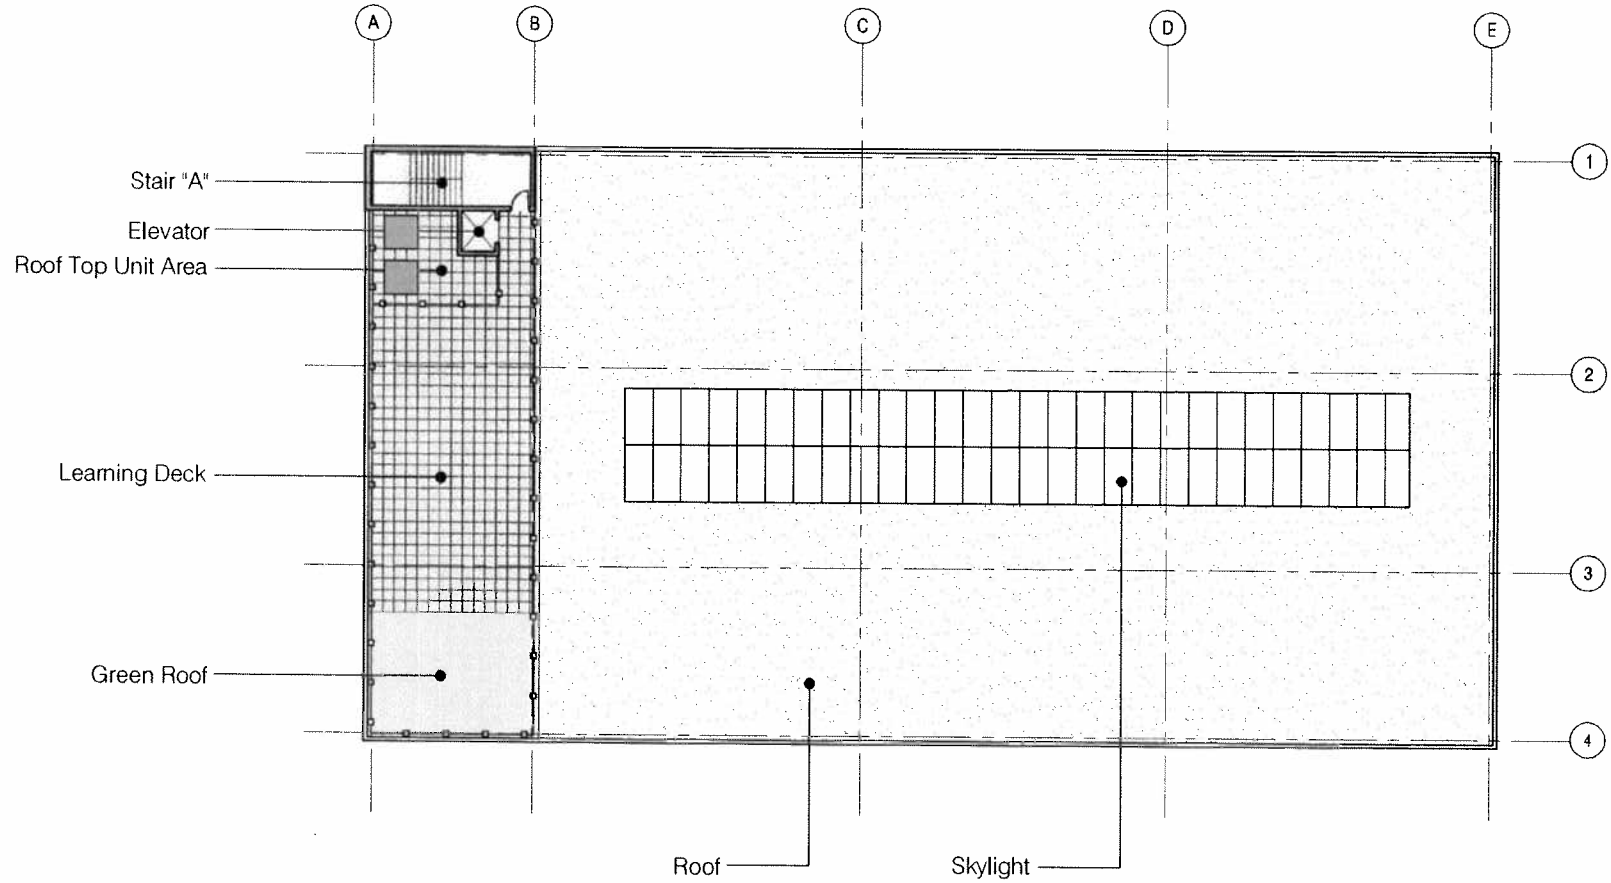 A B C D E
1
Stair "A"
Elevator
Roof Top Unit Area
2
Learning Deck
3
Green Roof
4
Roof
Skylight